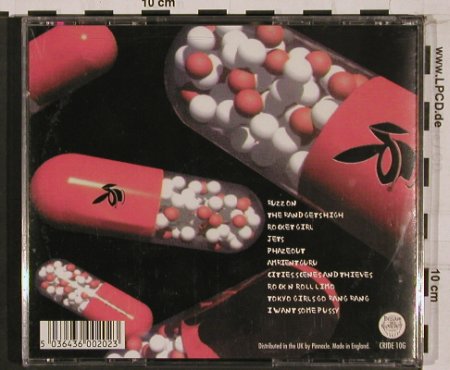 10 cm
www.LPCD.de
10 cm
BUZZ ON
THE BAND GETS HIGH
ROCKET GIRL
JETS
PHAZEOUT
AMBIENT GURU
CITIES SCENES AND THIEVES
ROCK N ROLL LIMO
TOKYO GIRLS GO BANG BANG
I WANT SOME PUSSY
5 036436 002023
Distributed in the UK by Pinnacle. Made in England.
CRIDE 106